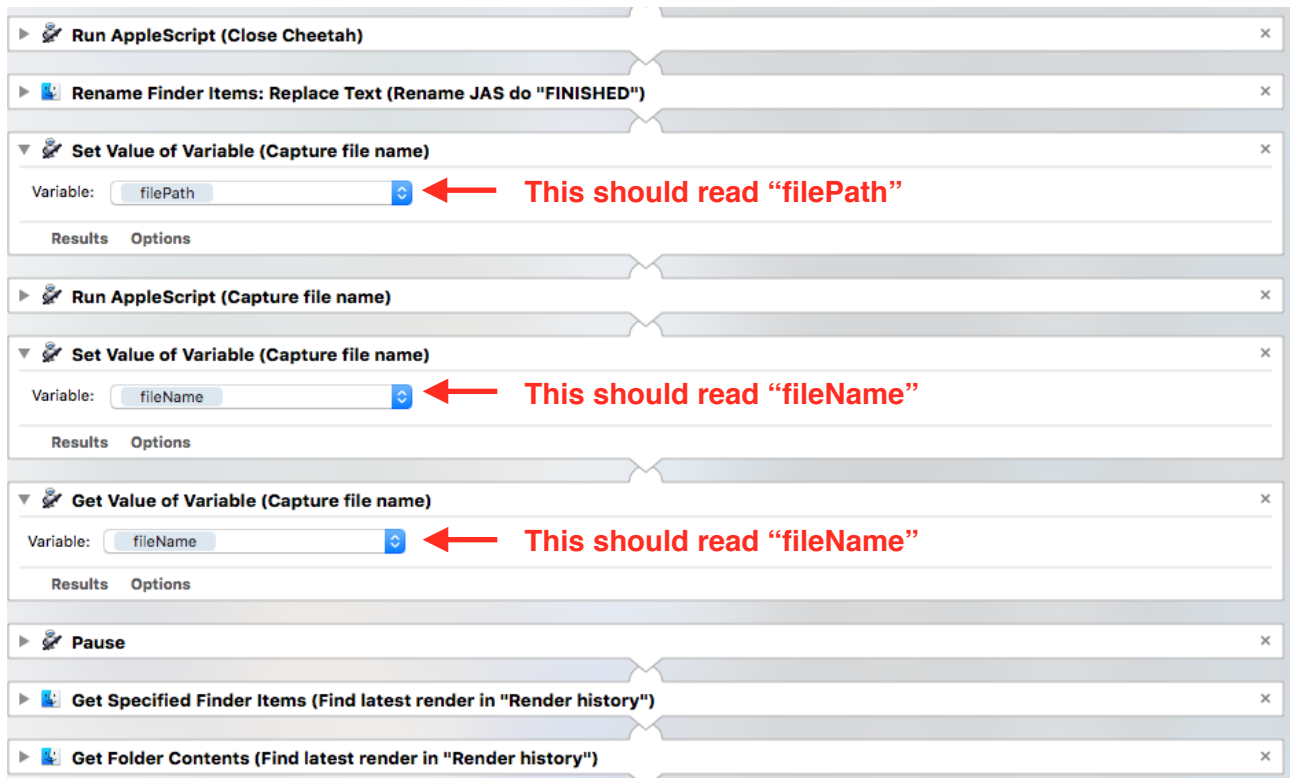 Run AppleScript (Close Cheetah)
Rename Finder Items: Replace Text (Rename JAS do "FINISHED")
Set Value of Variable (Capture file name)
Variable: filePath This should read “filePath”
Results Options
Run AppleScript (Capture file name)
Set Value of Variable (Capture file name)
Variable: fileName This should read “fileName”
Results Options
Get Value of Variable (Capture file name)
Variable: fileName This should read “fileName”
Results Options
Pause
Get Specified Finder Items (Find latest render in "Render history")
Get Folder Contents (Find latest render in "Render history")